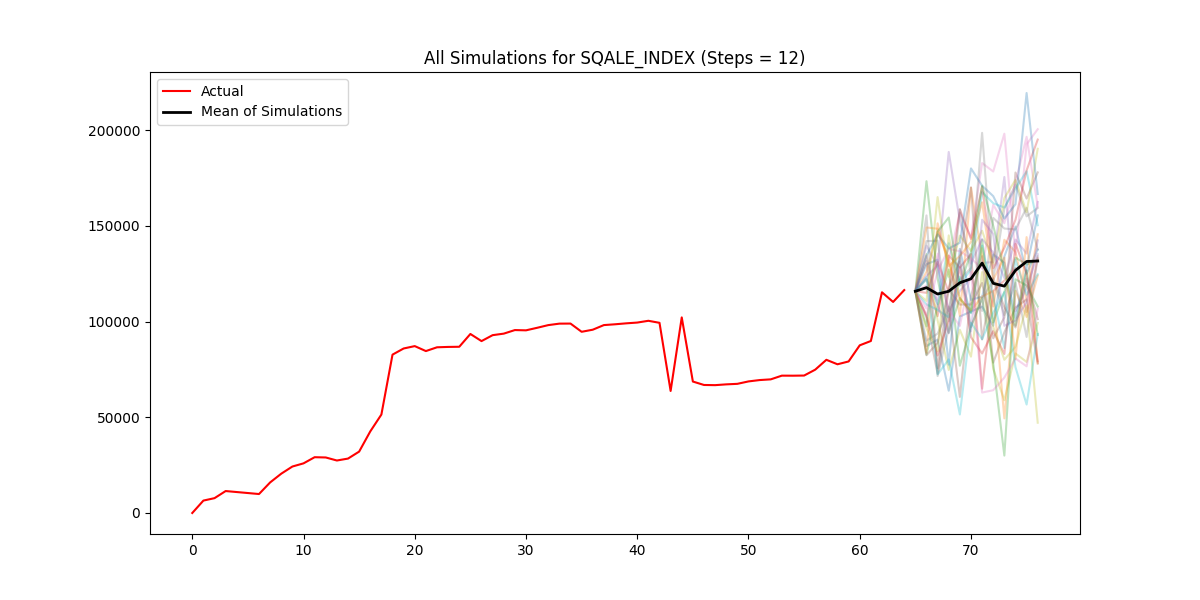 All Simulations for SQALE_INDEX (Steps = 12)
Actual
Mean of Simulations
200000
150000
100000
50000
0
0 10 20 30 40 50 60 70